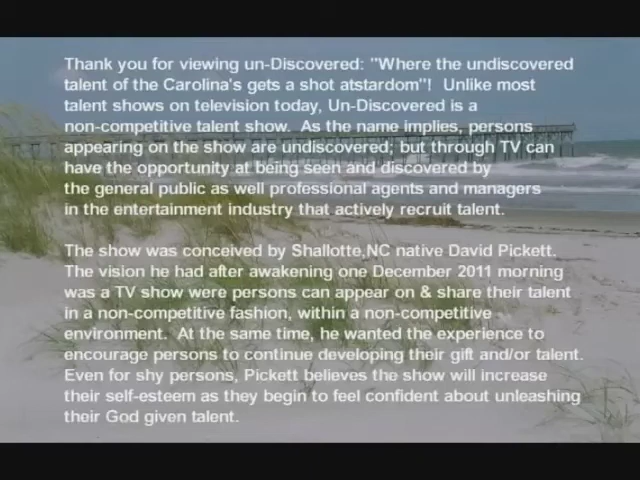 Thank you for viewing un-Discovered: "Where the undiscovered
talent of the Carolina's gets a shot atstardom"!  Unlike most
talent shows on television today, Un-Discovered is a
non-competitive talent show.  As the name implies, persons
appearing on the show are undiscovered; but through TV can
have the opportunity at being seen and discovered by
the general public as well professional agents and managers
in the entertainment industry that actively recruit talent.
The show was conceived by Shallotte,NC native David Pickett.
The vision he had after awakening one December 2011 morning
was a TV show were persons can appear on & share their talent
in a non-competitive fashion, within a non-competitive
environment.  At the same time, he wanted the experience to
encourage persons to continue developing their gift and/or talent.
Even for shy persons, Pickett believes the show will increase
their self-esteem as they begin to feel confident about unleashing
their God given talent.